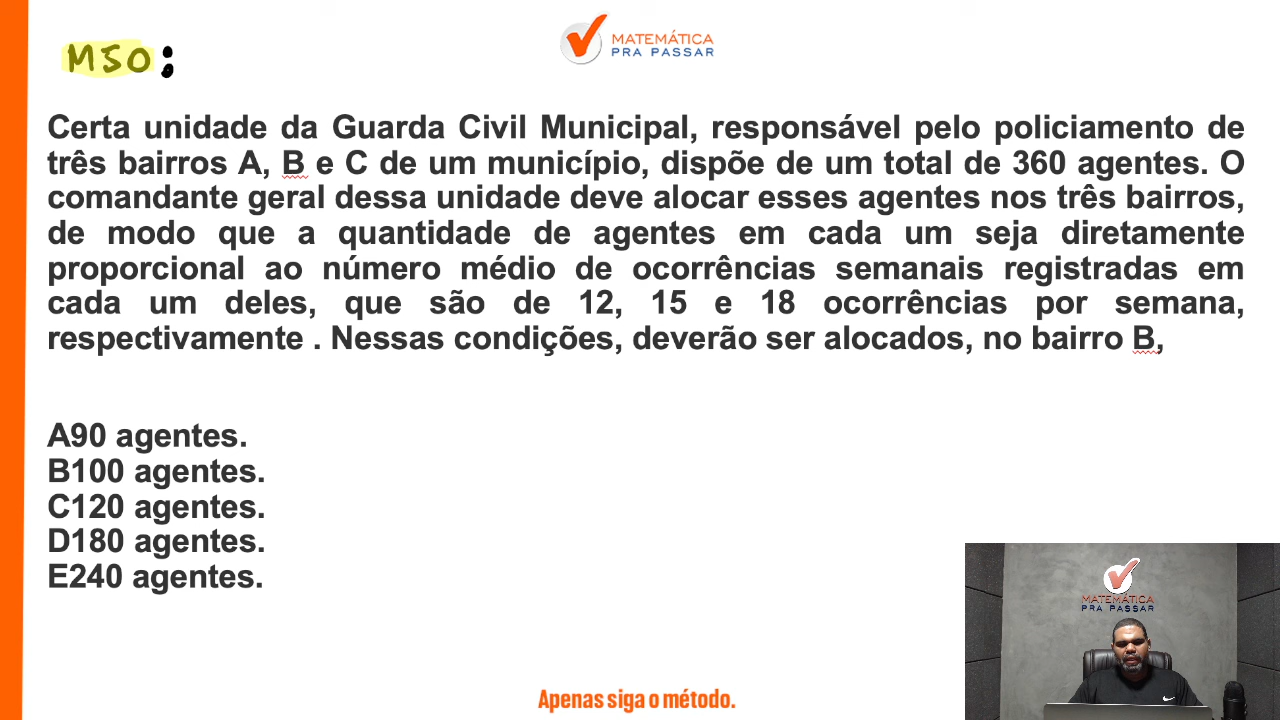 MATEMÁTICA
PRA PASSAR
M50:
Certa unidade da Guarda Civil Municipal, responsável pelo policiamento de
três bairros A, B e C de um município, dispõe de um total de 360 agentes. O
comandante geral dessa unidade deve alocar esses agentes nos três bairros,
de modo que a quantidade de agentes em cada um seja diretamente
proporcional ao número médio de ocorrências semanais registradas em
cada um deles, que são de 12, 15 e 18 ocorrências por semana,
respectivamente . Nessas condições, deverão ser alocados, no bairro B,
A90 agentes.
B100 agentes.
C120 agentes.
D180 agentes.
E240 agentes.
MATEMÁTICA
PRA PASSAR
Apenas siga o método.